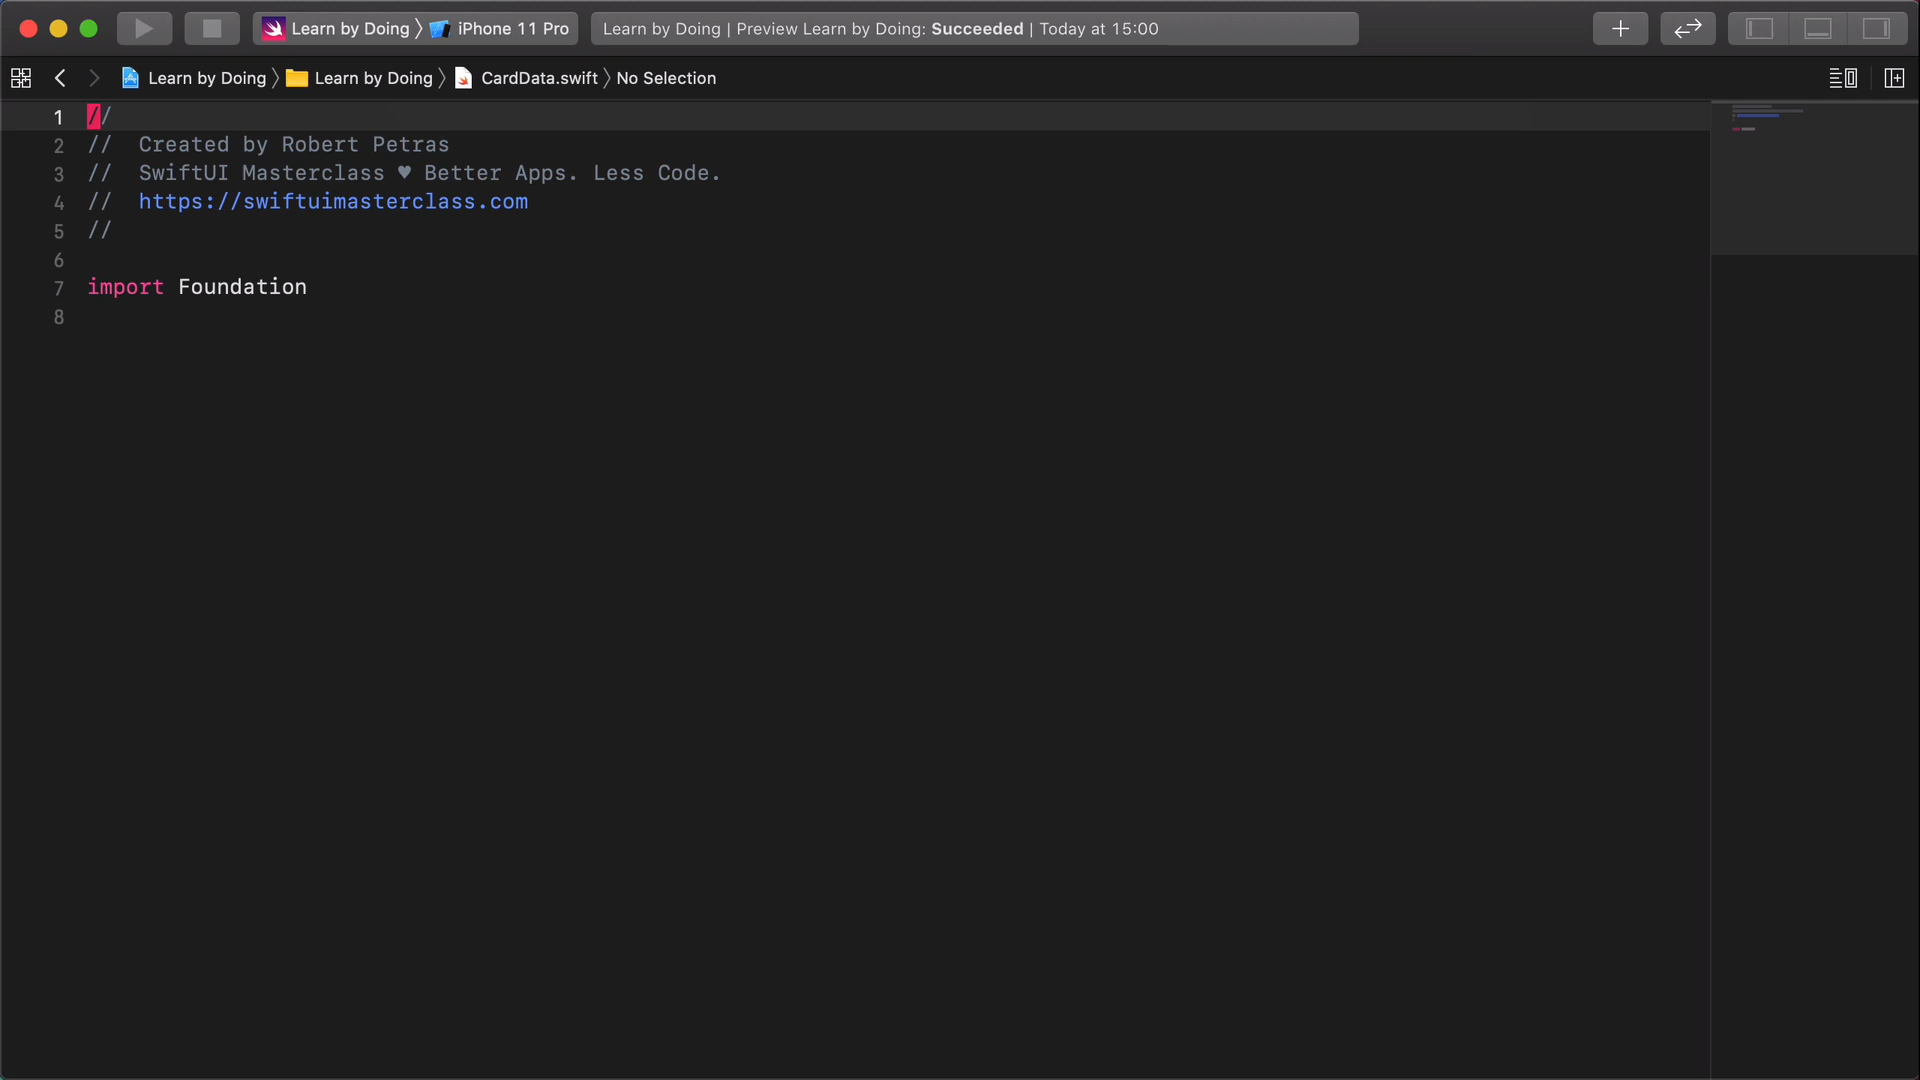 Learn by Doing 〉 iPhone 11 Pro
Learn by Doing | Preview Learn by Doing: Succeeded | Today at 15:00
Learn by Doing 〉 Learn by Doing 〉 CardData.swift 〉 No Selection
1 //
2 //  Created by Robert Petras
3 //  SwiftUI Masterclass ♥ Better Apps. Less Code.
4 //  https://swiftuimasterclass.com
5 //
6
7 import Foundation
8